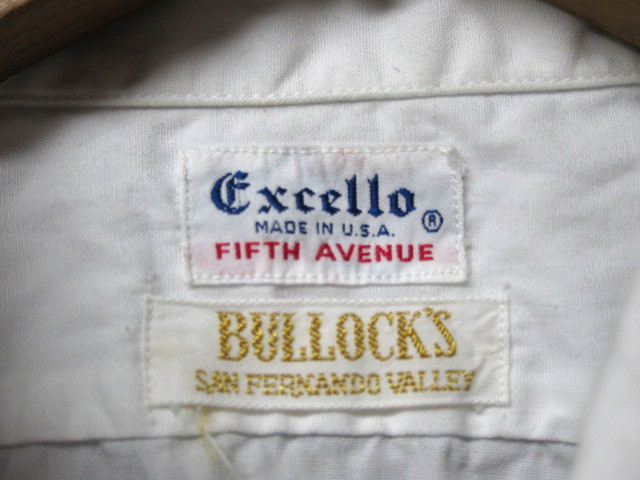 Excello
MADE IN U.S.A. ®
FIFTH AVENUE
BULLOCK'S
SAN FERNANDO VALLEY